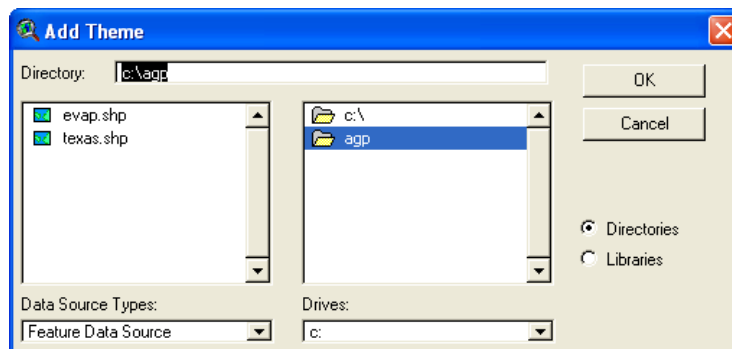 Add Theme
Directory: c:\agp
OK
Cancel
evap.shp
texas.shp
c:\
agp
Directories
Libraries
Data Source Types:
Feature Data Source
Drives:
c: